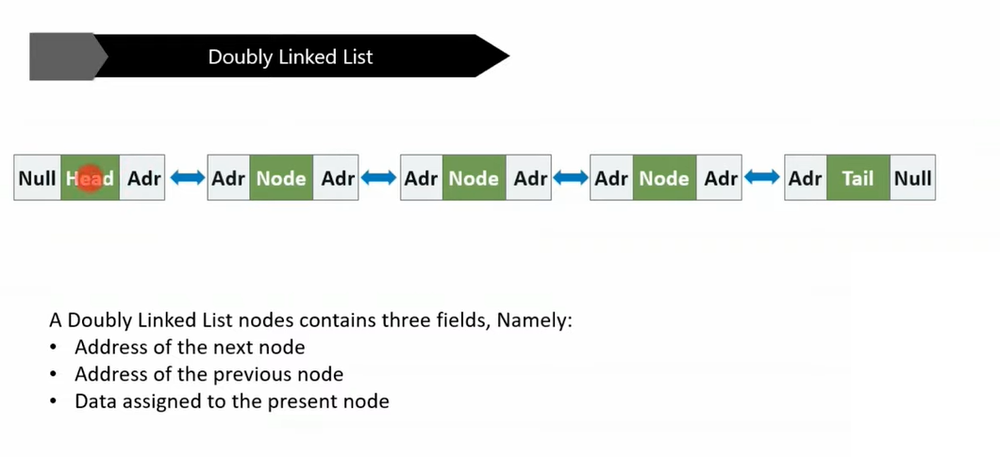 Doubly Linked List
Null Head Adr Adr Node Adr Adr Node Adr Adr Node Adr Adr Tail Null
A Doubly Linked List nodes contains three fields, Namely:
• Address of the next node
• Address of the previous node
• Data assigned to the present node